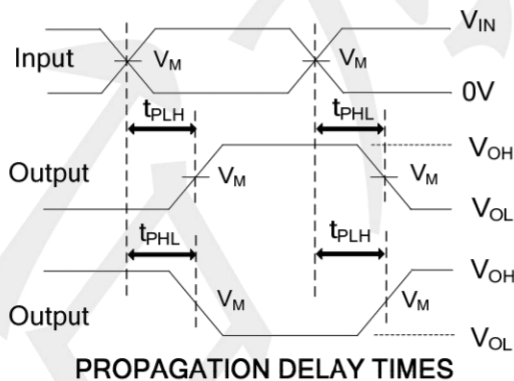 V_IN
Input V_M V_M
0V
t_PLH t_PHL
V_OH
Output V_M V_M
V_OL
t_PHL t_PLH
V_OH
Output V_M V_M
V_OL
PROPAGATION DELAY TIMES